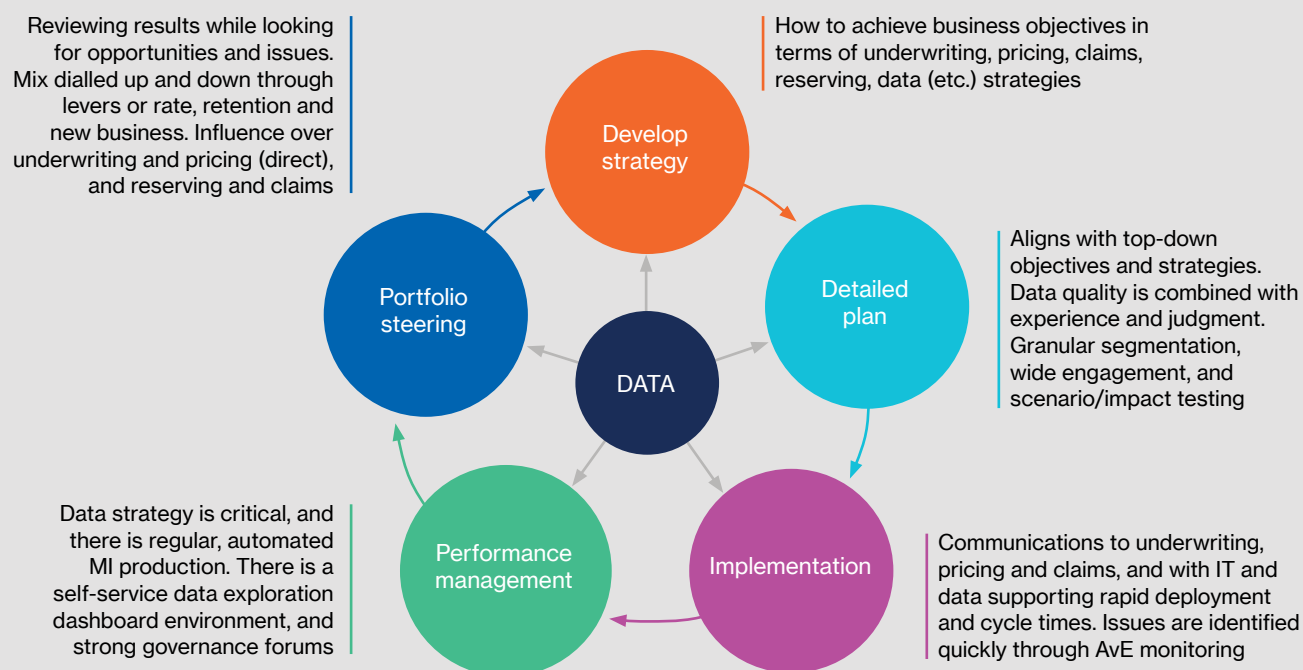 Reviewing results while looking
for opportunities and issues.
Mix dialled up and down through
levers or rate, retention and
new business. Influence over
underwriting and pricing (direct),
and reserving and claims
How to achieve business objectives in
terms of underwriting, pricing, claims,
reserving, data (etc.) strategies
Develop
strategy
Portfolio
steering
Detailed
plan
Aligns with top-down
objectives and strategies.
Data quality is combined with
experience and judgment.
Granular segmentation,
wide engagement, and
scenario/impact testing
DATA
Data strategy is critical, and
there is regular, automated
MI production. There is a
self-service data exploration
dashboard environment, and
strong governance forums
Performance
management
Implementation
Communications to underwriting,
pricing and claims, and with IT and
data supporting rapid deployment
and cycle times. Issues are identified
quickly through AvE monitoring